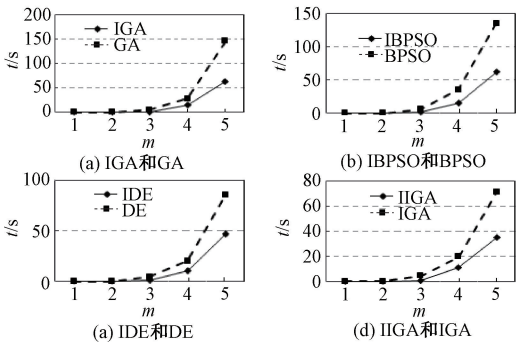 200
150
100
50
0
t/s
IGA
GA
1 2 3 4 5
m
(a) IGA和GA
150
100
50
0
t/s
IBPSO
BPSO
1 2 3 4 5
m
(b) IBPSO和BPSO
100
50
0
t/s
IDE
DE
1 2 3 4 5
m
(a) IDE和DE
80
60
40
20
0
t/s
IIGA
IGA
1 2 3 4 5
m
(d) IIGA和IGA